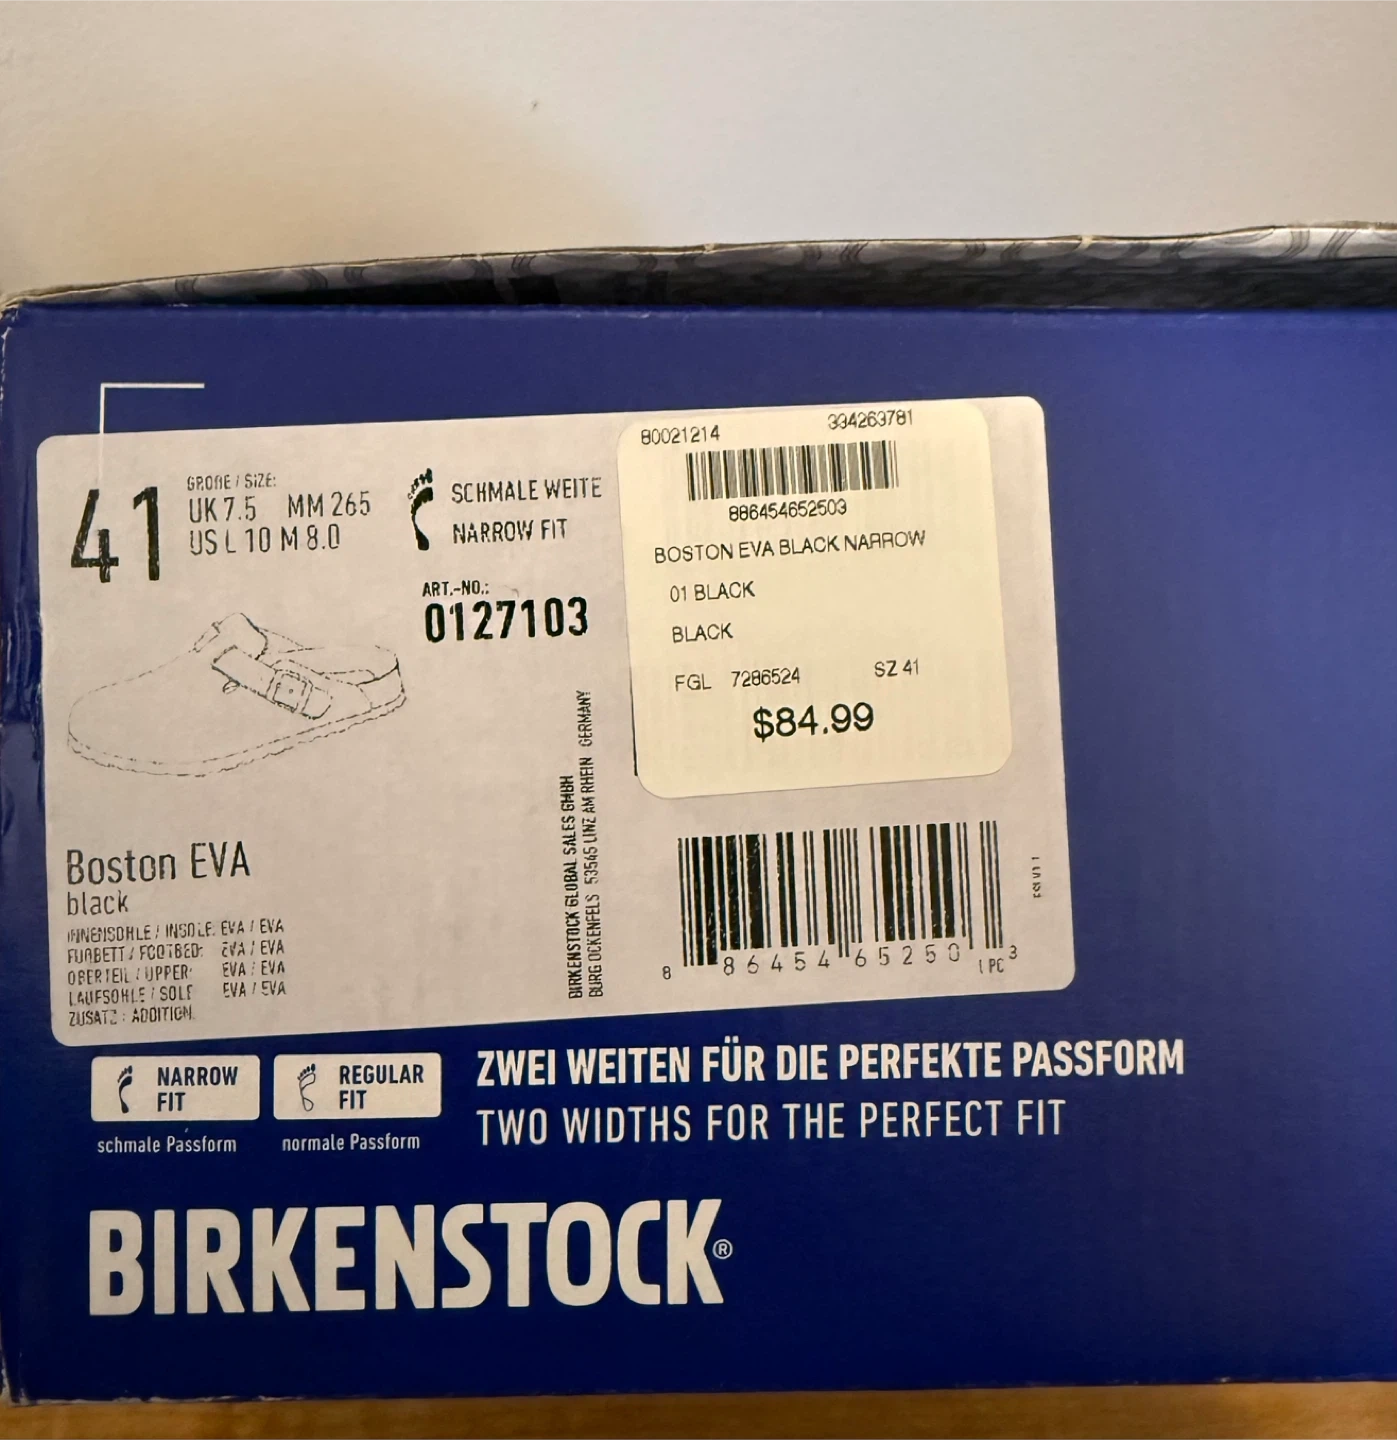 41
GRÖßE / SIZE:
UK 7.5 MM 265
US L 10 M 8.0
SCHMALE WEITE
NARROW FIT
ART.-NO.:
0127103
80021214 334263781
886454652503
BOSTON EVA BLACK NARROW
01 BLACK
BLACK
FGL 7286524 SZ 41
$84.99
BIRKENSTOCK GLOBAL SALES GMBH
BURG OCKENFELS 53545 LINZ AM RHEIN GERMANY
Boston EVA
black
INNENSOHLE / INSOLE: EVA / EVA
FUßBETT / FOOTBED: EVA / EVA
OBERTEIL / UPPER: EVA / EVA
LAUFSOHLE / SOLE EVA / EVA
ZUSATZ : ADDITION
8 86454 65250 3
1 PC
NARROW
FIT
schmale Passform
REGULAR
FIT
normale Passform
ZWEI WEITEN FÜR DIE PERFEKTE PASSFORM
TWO WIDTHS FOR THE PERFECT FIT
BIRKENSTOCK®